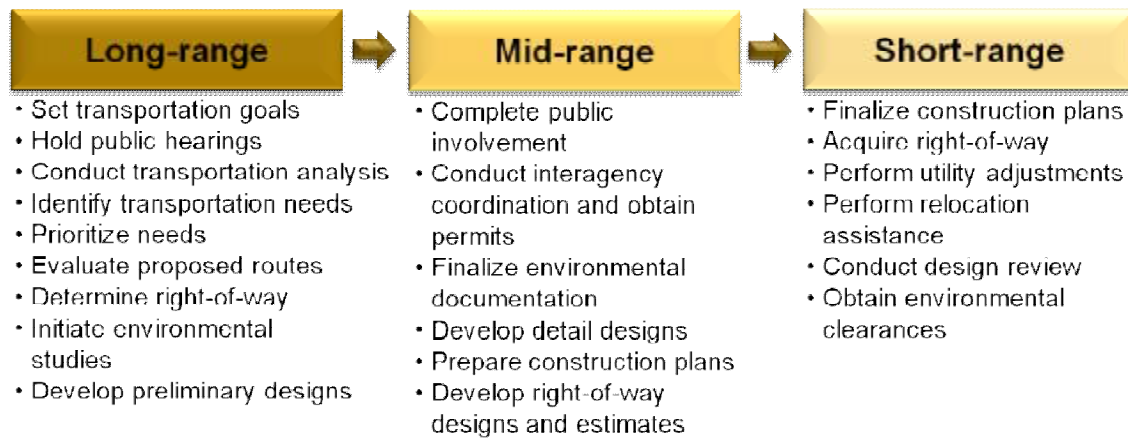 Long-range
• Set transportation goals
• Hold public hearings
• Conduct transportation analysis
• Identify transportation needs
• Prioritize needs
• Evaluate proposed routes
• Determine right-of-way
• Initiate environmental
studies
• Develop preliminary designs
Mid-range
• Complete public
involvement
• Conduct interagency
coordination and obtain
permits
• Finalize environmental
documentation
• Develop detail designs
• Prepare construction plans
• Develop right-of-way
designs and estimates
Short-range
• Finalize construction plans
• Acquire right-of-way
• Perform utility adjustments
• Perform relocation
assistance
• Conduct design review
• Obtain environmental
clearances